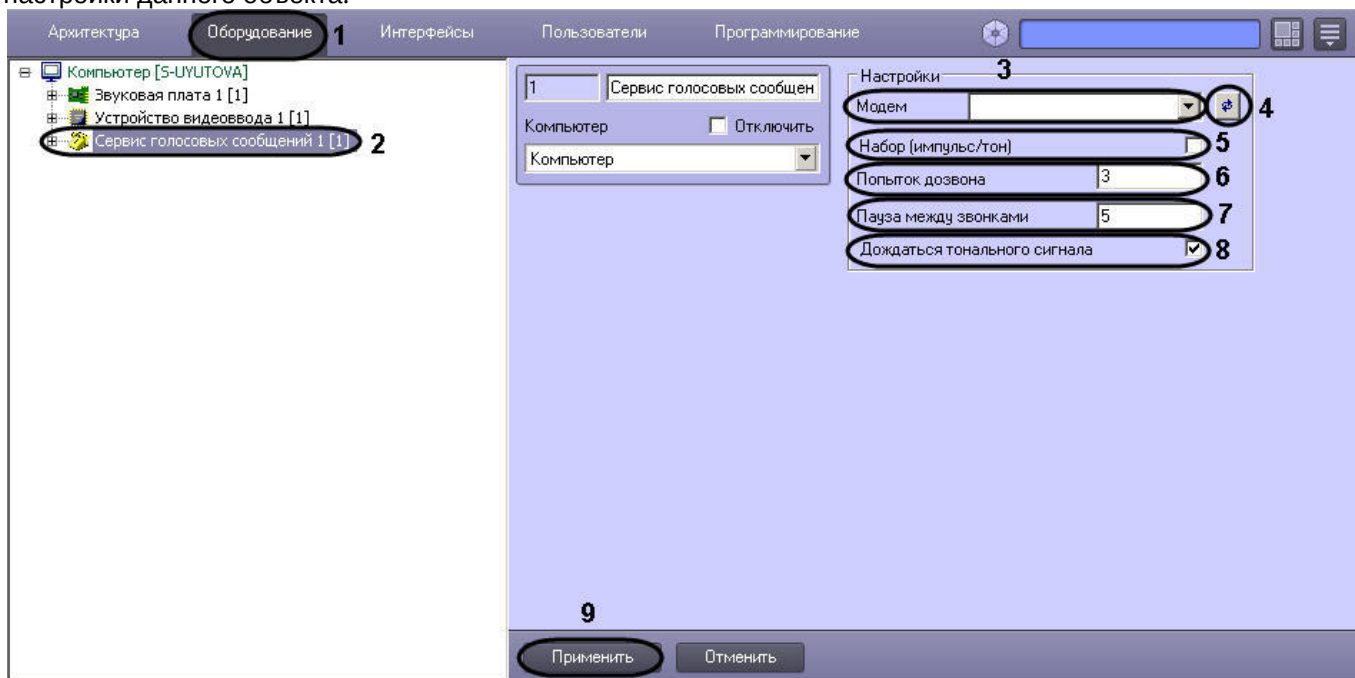 настройки данного объекта.
Архитектура Оборудование 1 Интерфейсы Пользователи Программирование
Компьютер [S-UYUTOVA]
Звуковая плата 1 [1]
Устройство видеоввода 1 [1]
Сервис голосовых сообщений 1 [1] 2
1 Сервис голосовых сообщен
Компьютер Отключить
Компьютер
Настройки 3
Модем 4
Набор (импульс/тон) 5
Попыток дозвона 3 6
Пауза между звонками 5 7
Дождаться тонального сигнала 8
9
Применить Отменить